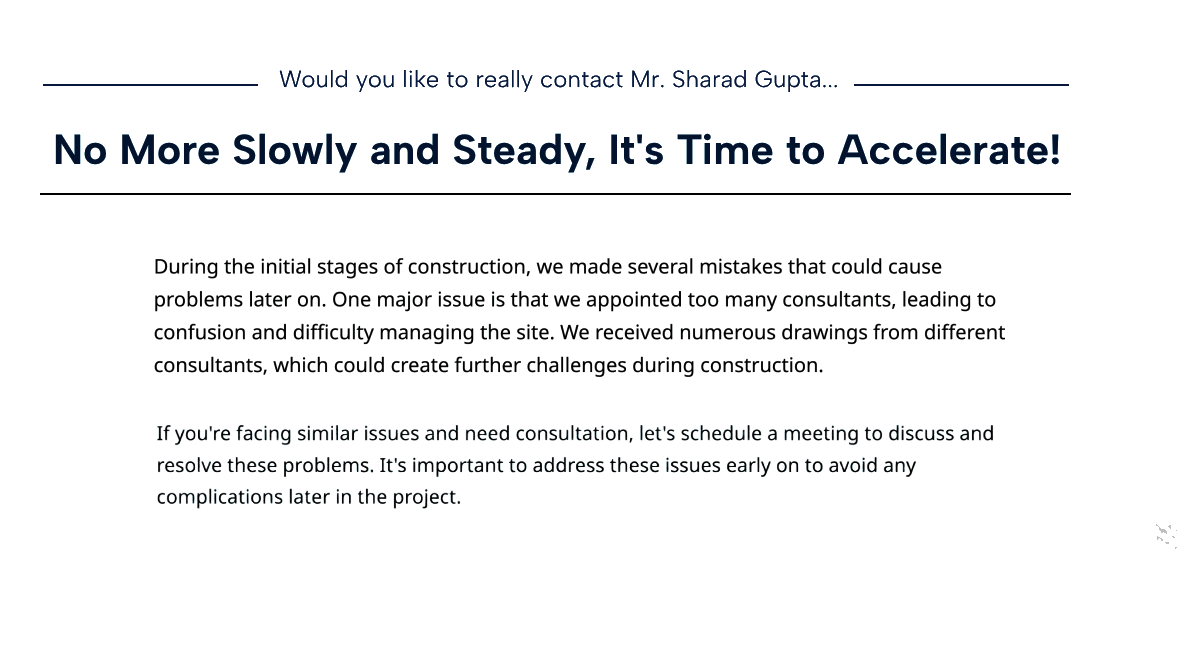 Would you like to really contact Mr. Sharad Gupta...
No More Slowly and Steady, It's Time to Accelerate!
During the initial stages of construction, we made several mistakes that could cause
problems later on. One major issue is that we appointed too many consultants, leading to
confusion and difficulty managing the site. We received numerous drawings from different
consultants, which could create further challenges during construction.
If you're facing similar issues and need consultation, let's schedule a meeting to discuss and
resolve these problems. It's important to address these issues early on to avoid any
complications later in the project.